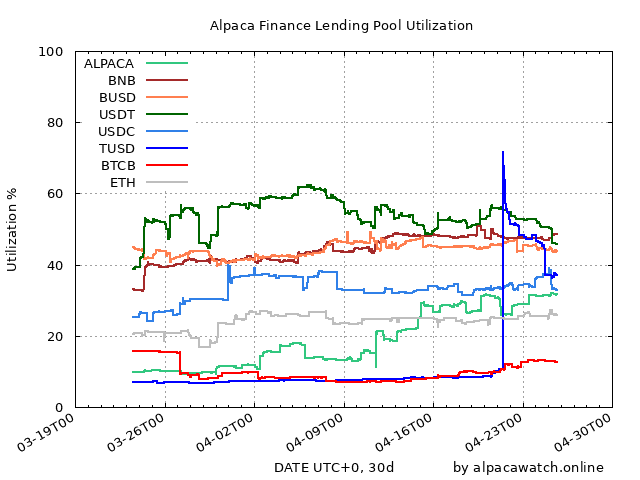 Alpaca Finance Lending Pool Utilization
100
80
60
40
20
0
Utilization %
ALPACA
BNB
BUSD
USDT
USDC
TUSD
BTCB
ETH
03-19T00
03-26T00
04-02T00
04-09T00
04-16T00
04-23T00
04-30T00
DATE UTC+0, 30d
by alpacawatch.online